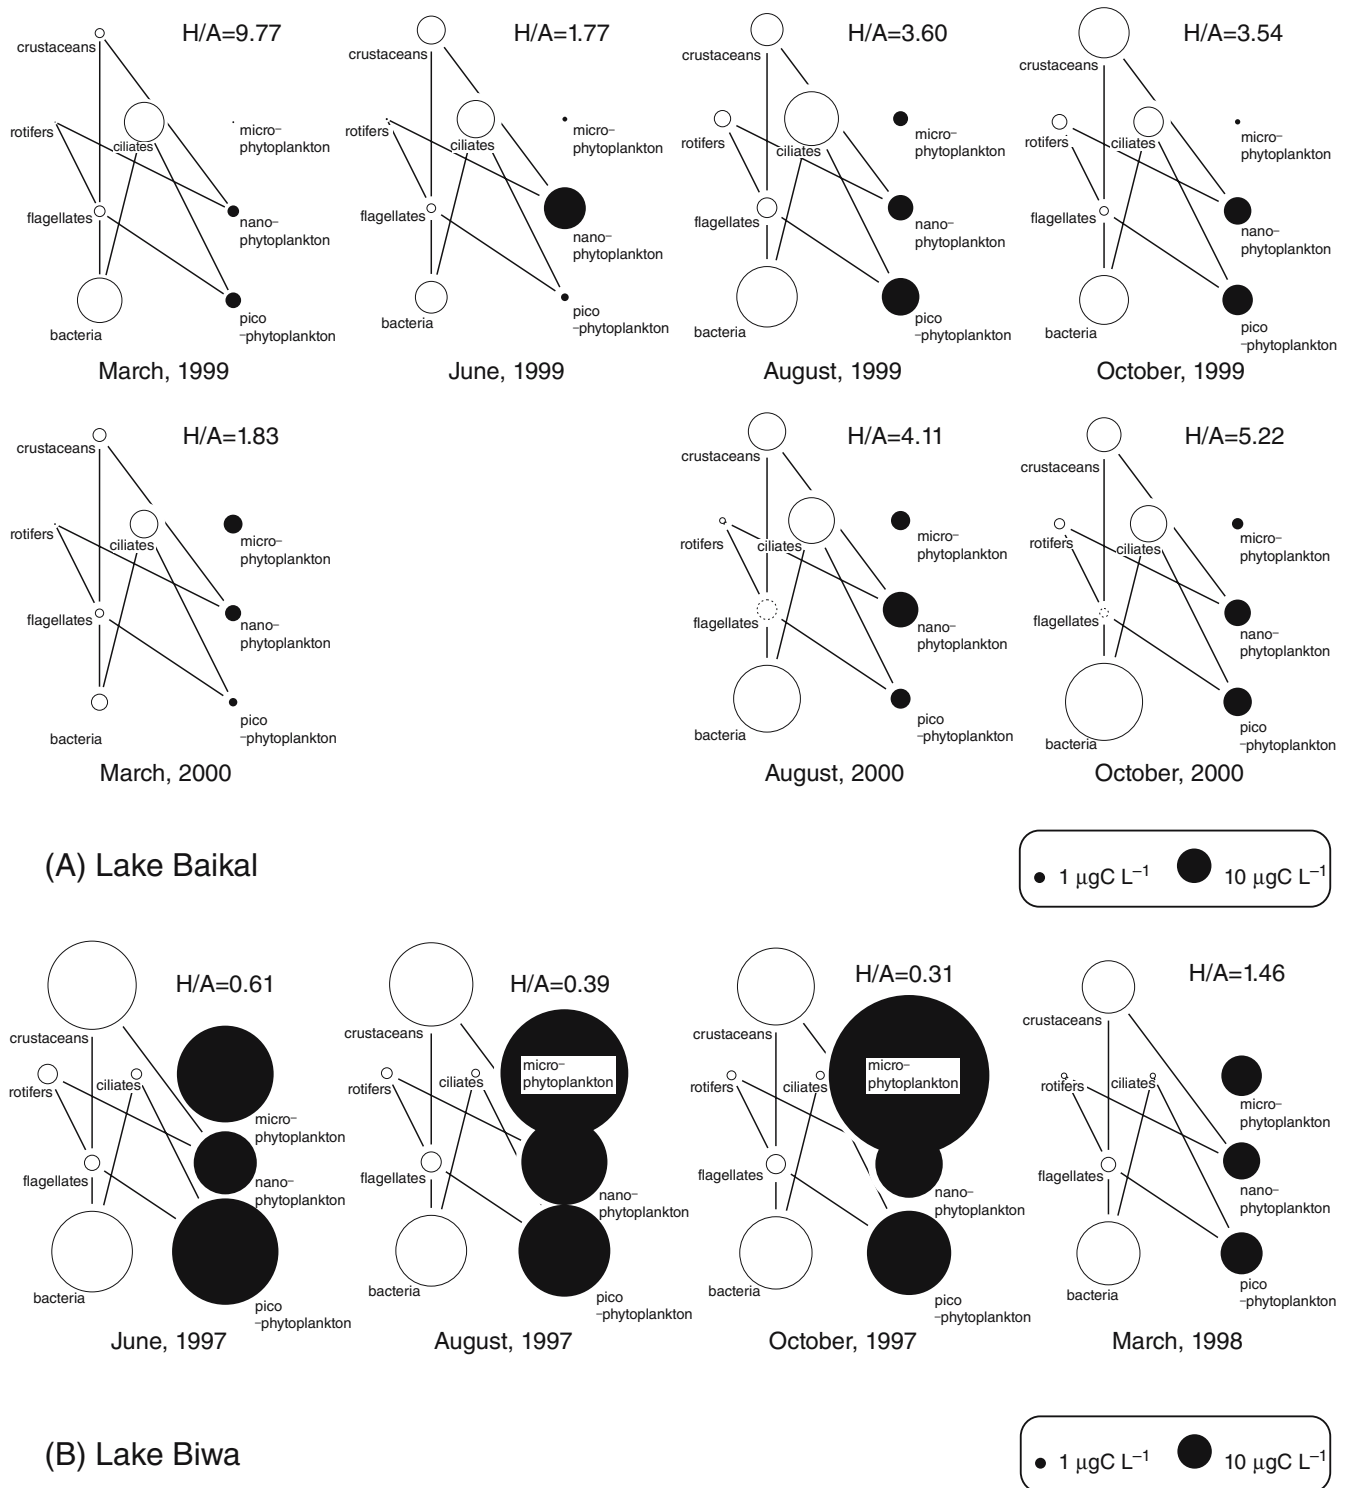 H/A=9.77
crustaceans
rotifers
ciliates
micro–
phytoplankton
flagellates
nano–
phytoplankton
bacteria
pico
–phytoplankton
March, 1999
H/A=1.77
crustaceans
rotifers
ciliates
micro–
phytoplankton
flagellates
nano–
phytoplankton
bacteria
pico
–phytoplankton
June, 1999
H/A=3.60
crustaceans
rotifers
ciliates
micro–
phytoplankton
flagellates
nano–
phytoplankton
bacteria
pico
–phytoplankton
August, 1999
H/A=3.54
crustaceans
rotifers
ciliates
micro–
phytoplankton
flagellates
nano–
phytoplankton
bacteria
pico
–phytoplankton
October, 1999
H/A=1.83
crustaceans
rotifers
ciliates
micro–
phytoplankton
flagellates
nano–
phytoplankton
bacteria
pico
–phytoplankton
March, 2000
H/A=4.11
crustaceans
rotifers
ciliates
micro–
phytoplankton
flagellates
nano–
phytoplankton
bacteria
pico
–phytoplankton
August, 2000
H/A=5.22
crustaceans
rotifers
ciliates
micro–
phytoplankton
flagellates
nano–
phytoplankton
bacteria
pico
–phytoplankton
October, 2000
(A) Lake Baikal
1 µgC L⁻¹ 10 µgC L⁻¹
H/A=0.61
crustaceans
rotifers
ciliates
micro–
phytoplankton
flagellates
nano–
phytoplankton
bacteria
pico
–phytoplankton
June, 1997
H/A=0.39
crustaceans
rotifers
ciliates
micro–
phytoplankton
flagellates
nano–
phytoplankton
bacteria
pico
–phytoplankton
August, 1997
H/A=0.31
crustaceans
rotifers
ciliates
micro–
phytoplankton
flagellates
nano–
phytoplankton
bacteria
pico
–phytoplankton
October, 1997
H/A=1.46
crustaceans
rotifers
ciliates
micro–
phytoplankton
flagellates
nano–
phytoplankton
bacteria
pico
–phytoplankton
March, 1998
(B) Lake Biwa
1 µgC L⁻¹ 10 µgC L⁻¹